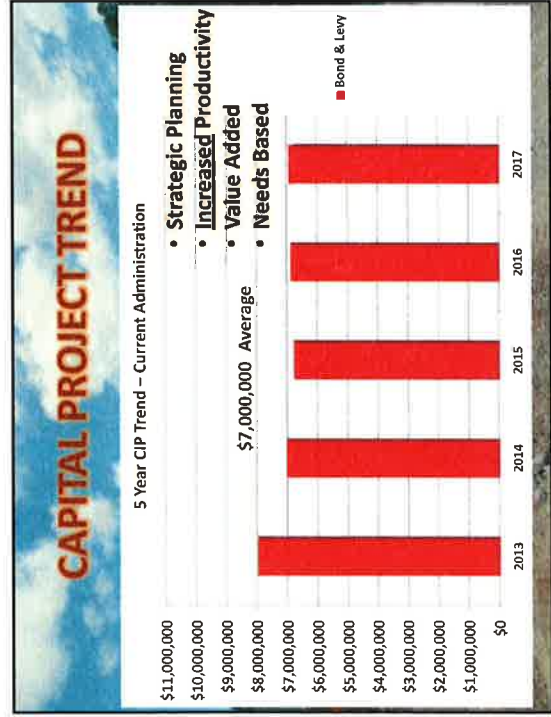 CAPITAL PROJECT TREND
5 Year CIP Trend – Current Administration
• Strategic Planning
• Increased Productivity
• Value Added
• Needs Based
$7,000,000 Average
$11,000,000
$10,000,000
$9,000,000
$8,000,000
$7,000,000
$6,000,000
$5,000,000
$4,000,000
$3,000,000
$2,000,000
$1,000,000
$0
2013
2014
2015
2016
2017
Bond & Levy